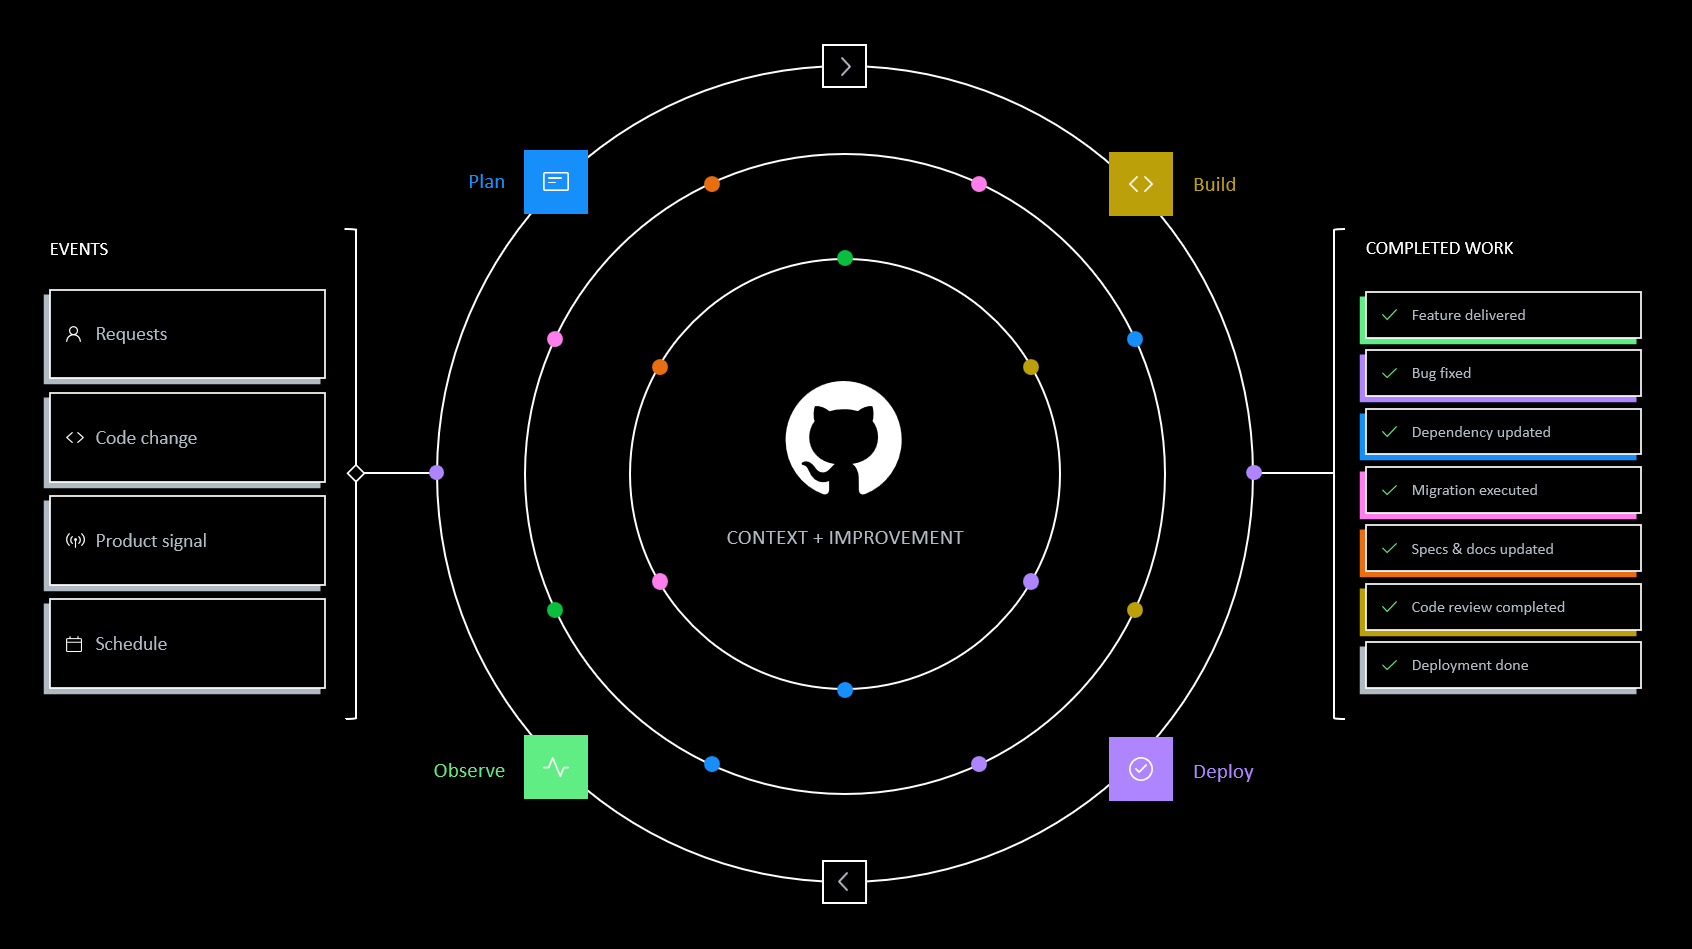 Plan
Build
EVENTS
Requests
Code change
Product signal
Schedule
CONTEXT + IMPROVEMENT
COMPLETED WORK
Feature delivered
Bug fixed
Dependency updated
Migration executed
Specs & docs updated
Code review completed
Deployment done
Observe
Deploy